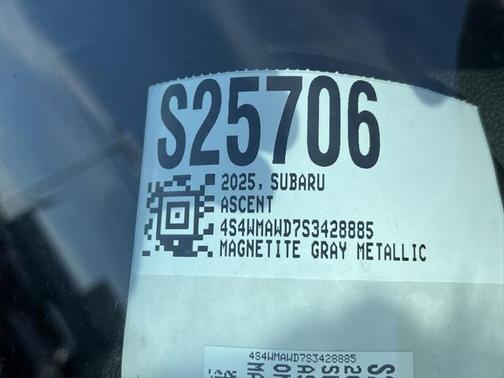 S25706
2025, SUBARU
ASCENT
4S4WMAWD7S3428885
MAGNETITE GRAY METALLIC
4S4WMAWD7S3428885